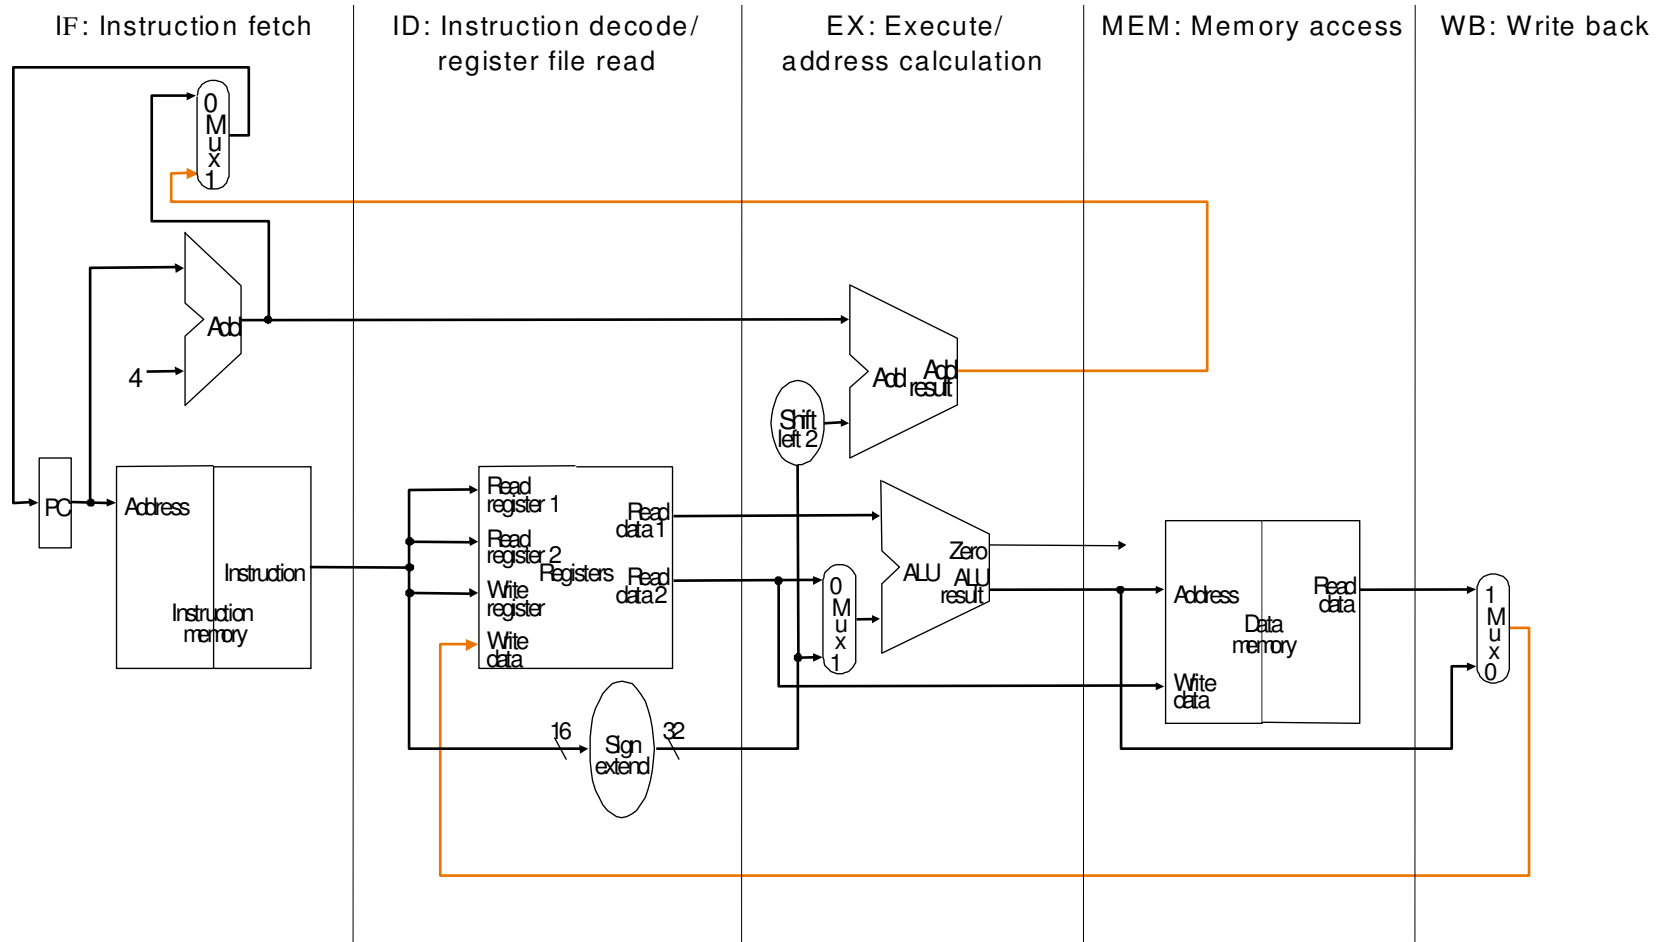 IF: Instruction fetch
ID: Instruction decode/
register file read
EX: Execute/
address calculation
MEM: Memory access
WB: Write back
0
M
u
x
1
Add
4
Add
Add
result
Shift
left 2
PC
Address
Instruction
Instruction
memory
Read
register 1
Read
register 2
Write
register
Write
data
Registers
Read
data 1
Read
data 2
16
Sign
extend
32
0
M
u
x
1
ALU
Zero
ALU
result
Address
Write
data
Data
memory
Read
data
1
M
u
x
0